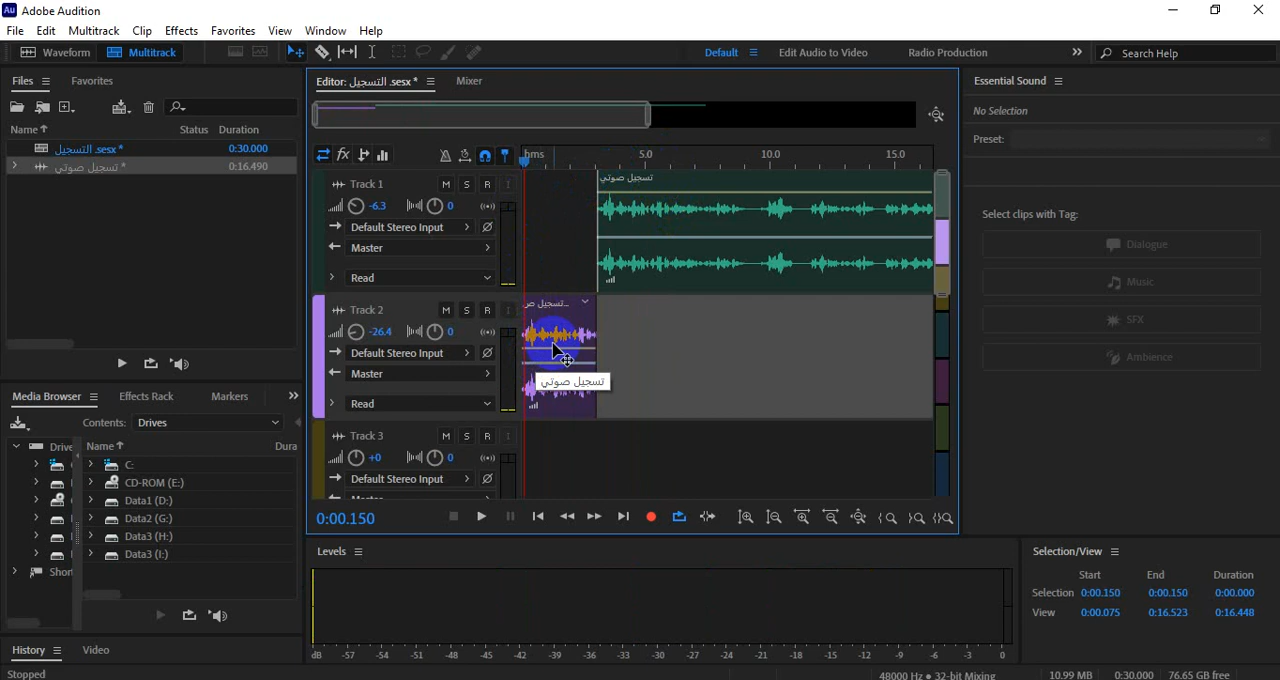 Au Adobe Audition
File Edit Multitrack Clip Effects Favorites View Window Help
Waveform Multitrack Default Edit Audio to Video Radio Production Search Help
Files Favorites
Name Status Duration
التسجيل.sesx * 0:30.000
تسجيل صوتي * 0:16.490
Editor: التسجيل.sesx * Mixer
hms 5.0 10.0 15.0
Track 1 M S R I
-6.3 0
Default Stereo Input
Master
Read
تسجيل صوتي
Track 2 M S R I
-26.4 0
Default Stereo Input
Master
Read
تسجيل ص...
تسجيل صوتي
Track 3 M S R I
+0 0
Default Stereo Input
0:00.150
Essential Sound
No Selection
Preset:
Select clips with Tag:
Dialogue
Music
SFX
Ambience
Media Browser Effects Rack Markers
Contents: Drives
Name Dura
Drive
C:
CD-ROM (E:)
Data1 (D:)
Data2 (G:)
Data3 (H:)
Data3 (I:)
Short
History Video
Levels
dB -57 -54 -51 -48 -45 -42 -39 -36 -33 -30 -27 -24 -21 -18 -15 -12 -9 -6 -3 0
Selection/View
Start End Duration
Selection 0:00.150 0:00.150 0:00.000
View 0:00.075 0:16.523 0:16.448
Stopped 48000 Hz ● 32-bit Mixing 10.99 MB 0:30.000 76.65 GB free